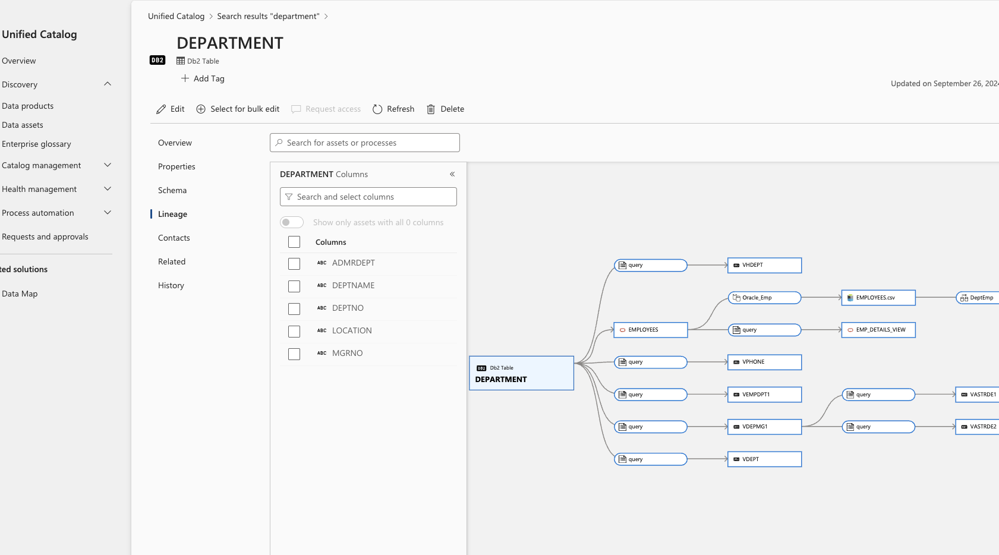 Unified Catalog > Search results "department" >
Unified Catalog
Overview
Discovery
Data products
Data assets
Enterprise glossary
Catalog management
Health management
Process automation
Requests and approvals
ted solutions
Data Map
DEPARTMENT
DB2
Db2 Table
Add Tag
Updated on September 26, 2024
Edit
Select for bulk edit
Request access
Refresh
Delete
Overview
Properties
Schema
Lineage
Contacts
Related
History
Search for assets or processes
DEPARTMENT Columns
Search and select columns
Show only assets with all 0 columns
Columns
ABC ADMRDEPT
ABC DEPTNAME
ABC DEPTNO
ABC LOCATION
ABC MGRNO
DB2 Db2 Table
DEPARTMENT
query
VHDEPT
Oracle_Emp
EMPLOYEES.csv
DeptEmp
EMPLOYEES
query
EMP_DETAILS_VIEW
query
VPHONE
query
VEMPDPT1
query
VASTRDE1
query
VDEPMG1
query
VASTRDE2
query
VDEPT